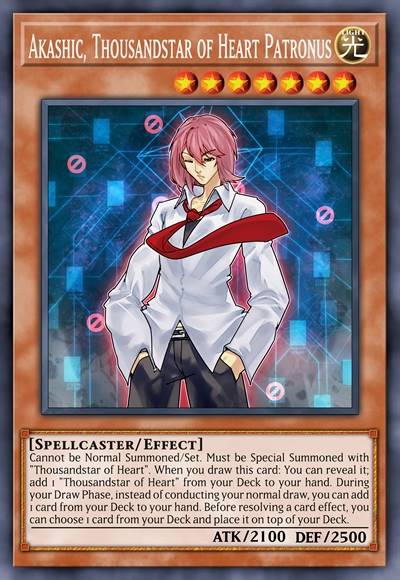 Akashic, Thousandstar of Heart Patronus
LIGHT
光
[Spellcaster/Effect]
Cannot be Normal Summoned/Set. Must be Special Summoned with
"Thousandstar of Heart". When you draw this card: You can reveal it;
add 1 "Thousandstar of Heart" from your Deck to your hand. During
your Draw Phase, instead of conducting your normal draw, you can add
1 card from your Deck to your hand. Before resolving a card effect, you
can choose 1 card from your Deck and place it on top of your Deck.
ATK/2100 DEF/2500